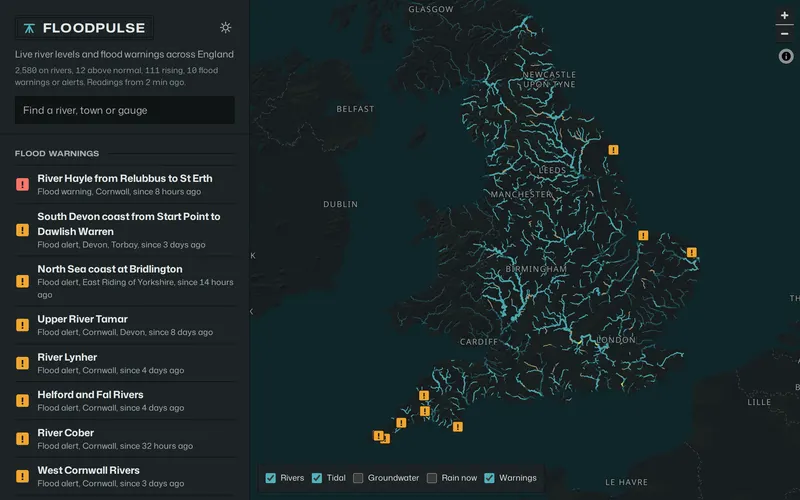 FLOODPULSE
Live river levels and flood warnings across England
2,580 on rivers, 12 above normal, 111 rising, 10 flood
warnings or alerts. Readings from 2 min ago.
Find a river, town or gauge
FLOOD WARNINGS
River Hayle from Relubbus to St Erth
Flood warning, Cornwall, since 8 hours ago
South Devon coast from Start Point to
Dawlish Warren
Flood alert, Devon, Torbay, since 3 days ago
North Sea coast at Bridlington
Flood alert, East Riding of Yorkshire, since 14 hours
ago
Upper River Tamar
Flood alert, Cornwall, Devon, since 8 days ago
River Lynher
Flood alert, Cornwall, since 4 days ago
Helford and Fal Rivers
Flood alert, Cornwall, since 4 days ago
River Cober
Flood alert, Cornwall, since 32 hours ago
West Cornwall Rivers
Flood alert, Cornwall, since 3 days ago
GLASGOW
NEWCASTLE
UPON TYNE
BELFAST
LEEDS
MANCHESTER
DUBLIN
K
BIRMINGHAM
TH
K
CARDIFF
LONDON
A
LILLE
B
LE HAVRE
Rivers
Tidal
Groundwater
Rain now
Warnings